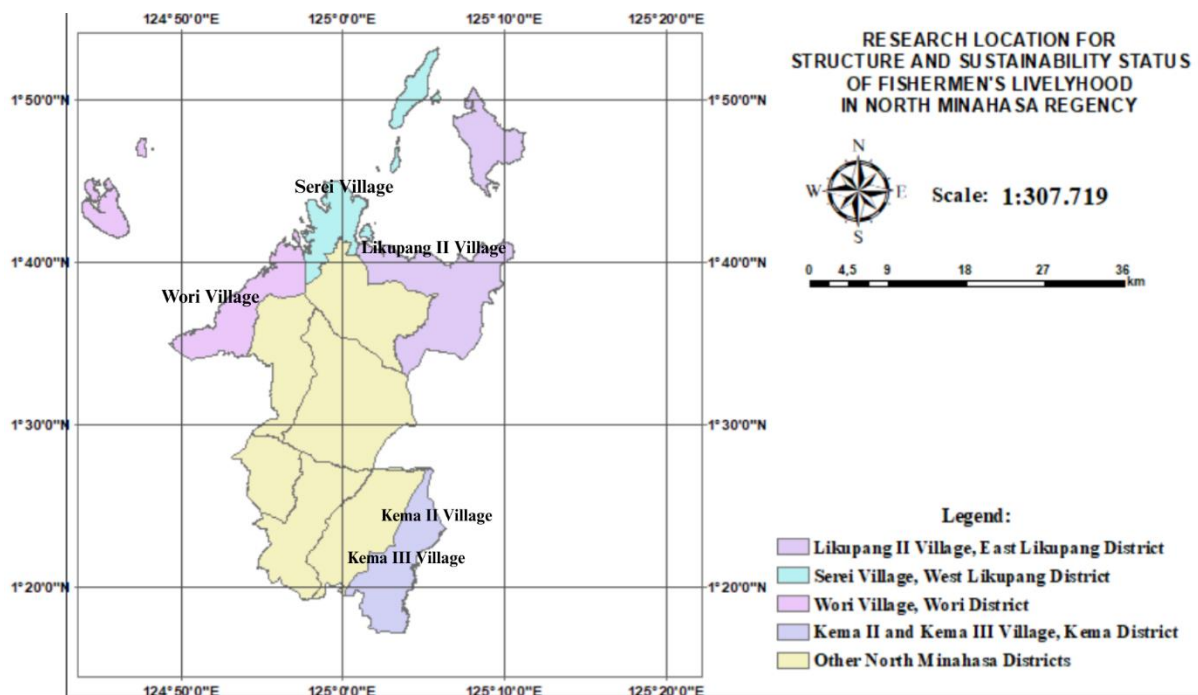 124°50'0"E 125°0'0"E 125°10'0"E 125°20'0"E
RESEARCH LOCATION FOR
STRUCTURE AND SUSTAINABILITY STATUS
OF FISHERMEN'S LIVELYHOOD
IN NORTH MINAHASA REGENCY
1°50'0"N 1°50'0"N
N
W E
S
Scale: 1:307.719
Serei Village
Likupang II Village
1°40'0"N 1°40'0"N
0 4,5 9 18 27 36
km
Wori Village
1°30'0"N 1°30'0"N
Kema II Village
Kema III Village
1°20'0"N 1°20'0"N
Legend:
Likupang II Village, East Likupang District
Serei Village, West Likupang District
Wori Village, Wori District
Kema II and Kema III Village, Kema District
Other North Minahasa Districts
124°50'0"E 125°0'0"E 125°10'0"E 125°20'0"E